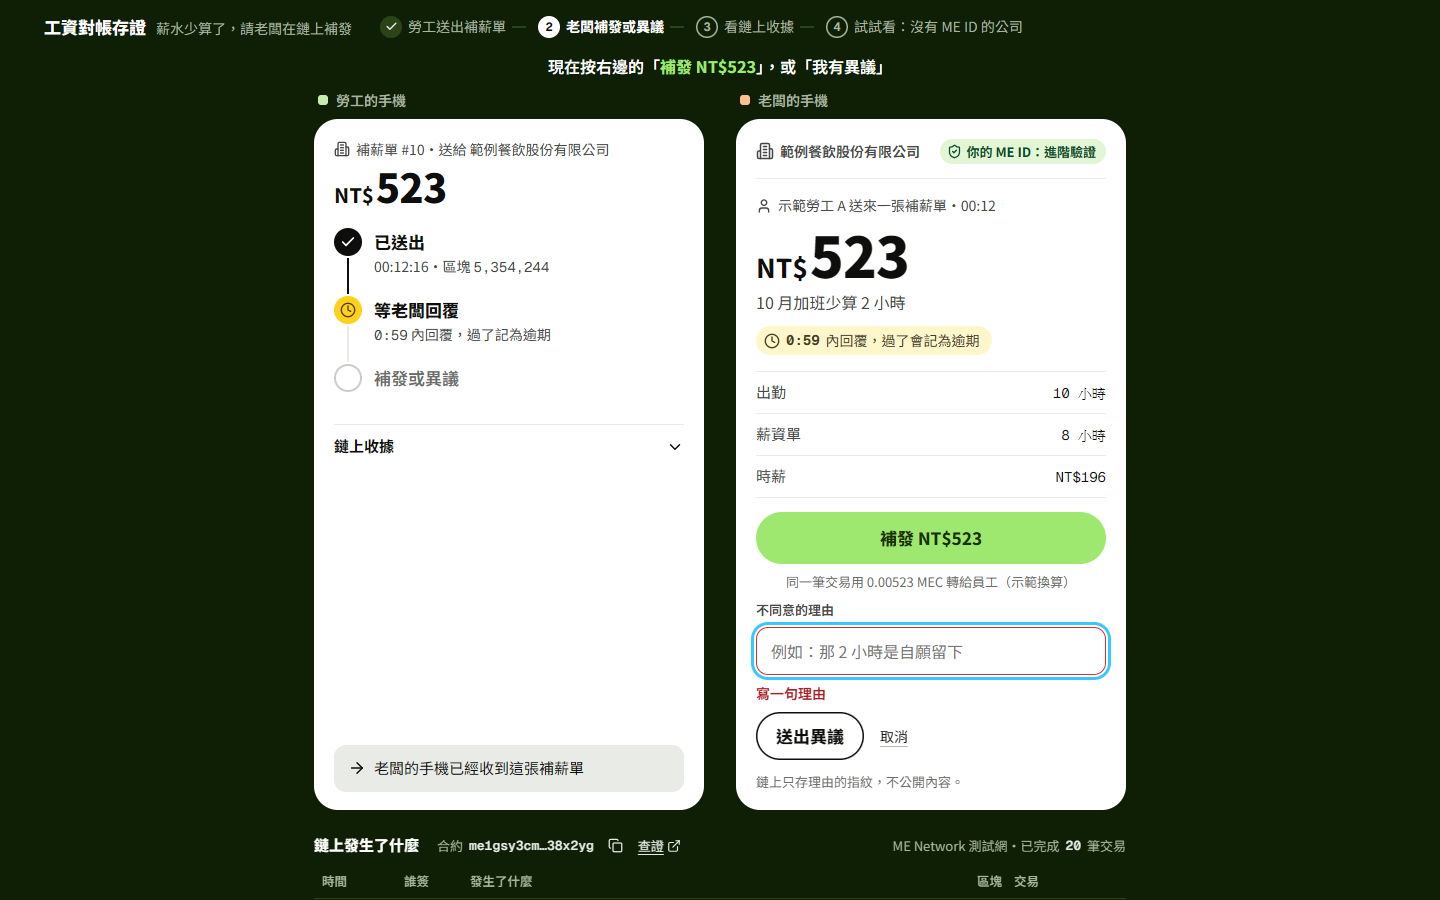 工資對帳存證 薪水少算了，請老闆在鏈上補發 勞工送出補薪單 2 老闆補發或異議 3 看鏈上收據 4 試試看：沒有 ME ID 的公司
現在按右邊的「補發 NT$523」，或「我有異議」
勞工的手機
補薪單 #10・送給 範例餐飲股份有限公司
NT$523
已送出
00:12:16・區塊 5,354,244
等老闆回覆
0:59 內回覆，過了記為逾期
補發或異議
鏈上收據
老闆的手機已經收到這張補薪單
老闆的手機
範例餐飲股份有限公司 你的 ME ID：進階驗證
示範勞工 A 送來一張補薪單・00:12
NT$523
10 月加班少算 2 小時
0:59 內回覆，過了會記為逾期
出勤 10 小時
薪資單 8 小時
時薪 NT$196
補發 NT$523
同一筆交易用 0.00523 MEC 轉給員工（示範換算）
不同意的理由
例如：那 2 小時是自願留下
寫一句理由
送出異議 取消
鏈上只存理由的指紋，不公開內容。
鏈上發生了什麼 合約 me1gsy3cm…38x2yg 查證 ME Network 測試網・已完成 20 筆交易
時間 誰簽 發生了什麼 區塊 交易